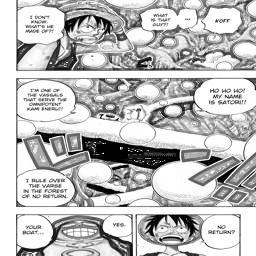 I DON'T
KNOW.
WHAT'S HE
MADE OF?!
WHAT
IS THAT
GUY?!
...
KOFF
I'M ONE OF
THE VASSALS
THAT SERVE THE
OMNIPOTENT
KAMI ENERU!!
HO HO HO!
MY NAME
IS SATORI!!
I RULE OVER
THE VARSE
IN THE FOREST
OF NO RETURN.
YOUR
BOAT...
YES.
NO
RETURN?